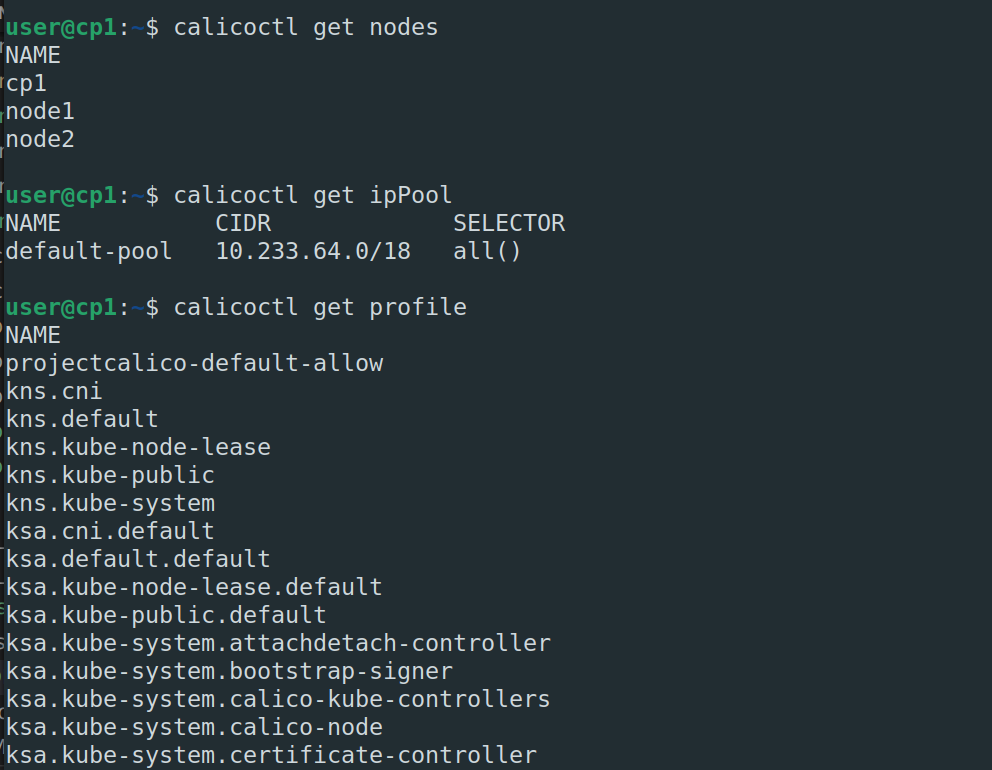 user@cp1:~$ calicoctl get nodes
NAME
cp1
node1
node2
user@cp1:~$ calicoctl get ipPool
NAME           CIDR             SELECTOR
default-pool   10.233.64.0/18   all()
user@cp1:~$ calicoctl get profile
NAME
projectcalico-default-allow
kns.cni
kns.default
kns.kube-node-lease
kns.kube-public
kns.kube-system
ksa.cni.default
ksa.default.default
ksa.kube-node-lease.default
ksa.kube-public.default
ksa.kube-system.attachdetach-controller
ksa.kube-system.bootstrap-signer
ksa.kube-system.calico-kube-controllers
ksa.kube-system.calico-node
ksa.kube-system.certificate-controller